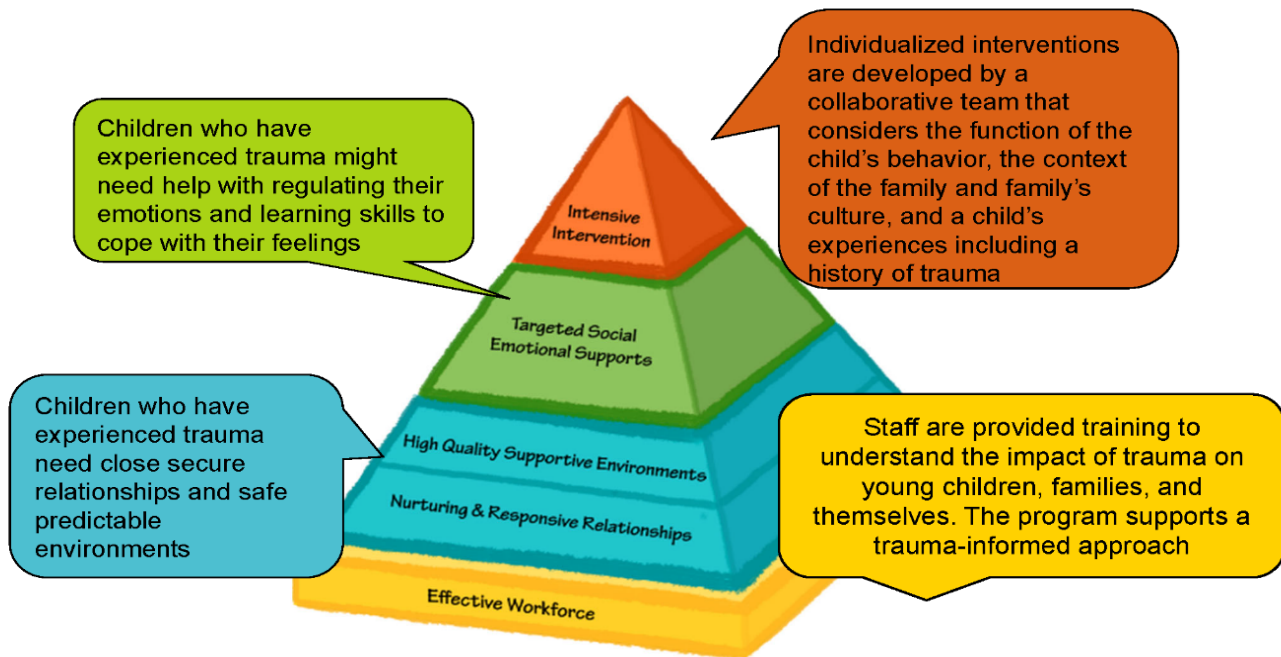 Individualized interventions
are developed by a
collaborative team that
considers the function of the
child's behavior, the context
of the family and family's
culture, and a child's
experiences including a
history of trauma
Children who have
experienced trauma might
need help with regulating their
emotions and learning skills to
cope with their feelings
Intensive
Intervention
Targeted Social
Emotional Supports
Children who have
experienced trauma
need close secure
relationships and safe
predictable
environments
High Quality Supportive Environments
Nurturing & Responsive Relationships
Staff are provided training to
understand the impact of trauma on
young children, families, and
themselves. The program supports a
trauma-informed approach
Effective Workforce